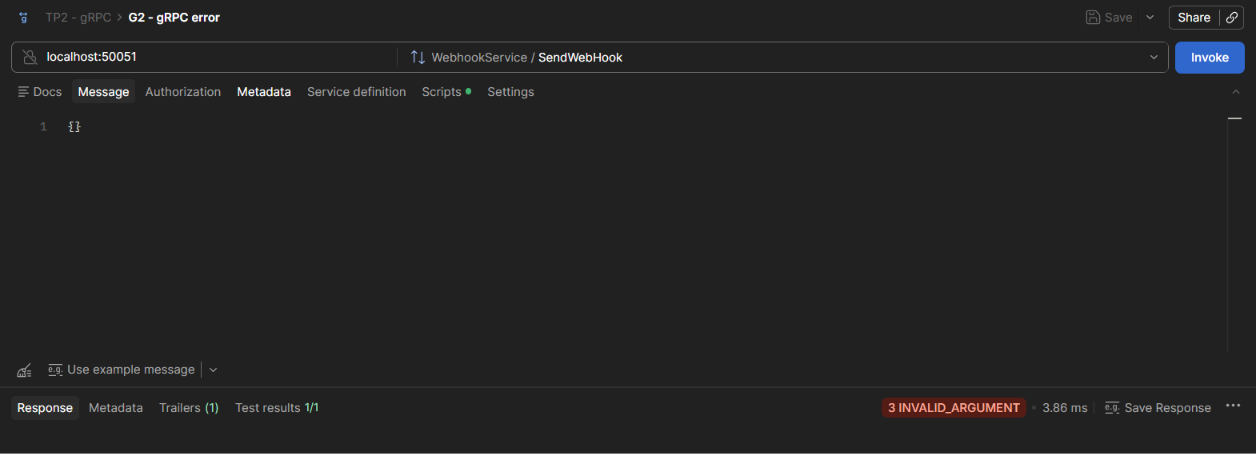 TP2 - gRPC > G2 - gRPC error Save Share
localhost:50051 WebhookService / SendWebHook Invoke
Docs Message Authorization Metadata Service definition Scripts Settings
1 {}
e.g. Use example message
Response Metadata Trailers (1) Test results 1/1 3 INVALID_ARGUMENT • 3.86 ms e.g. Save Response